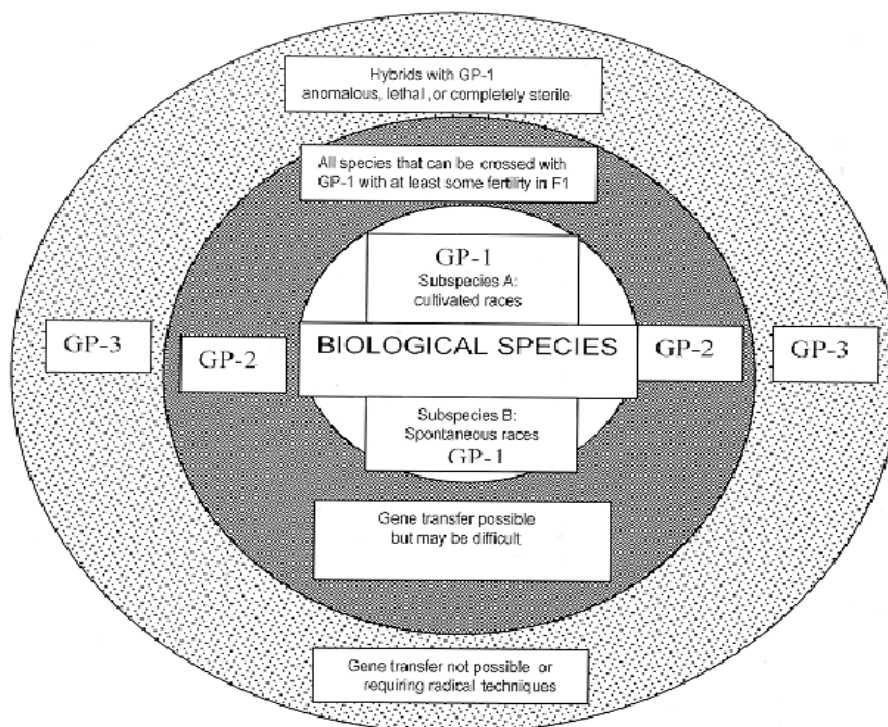 Hybrids with GP-1
anomalous, lethal ,or completely sterile
All species that can be crossed with
GP-1 with at least some fertility in F1
GP-1
Subspecies A:
cultivated races
GP-3
GP-2
BIOLOGICAL SPECIES
GP-2
GP-3
Subspecies B:
Spontaneous races
GP-1
Gene transfer possible
but may be difficult
Gene transfer not possible or
requiring radical techniques